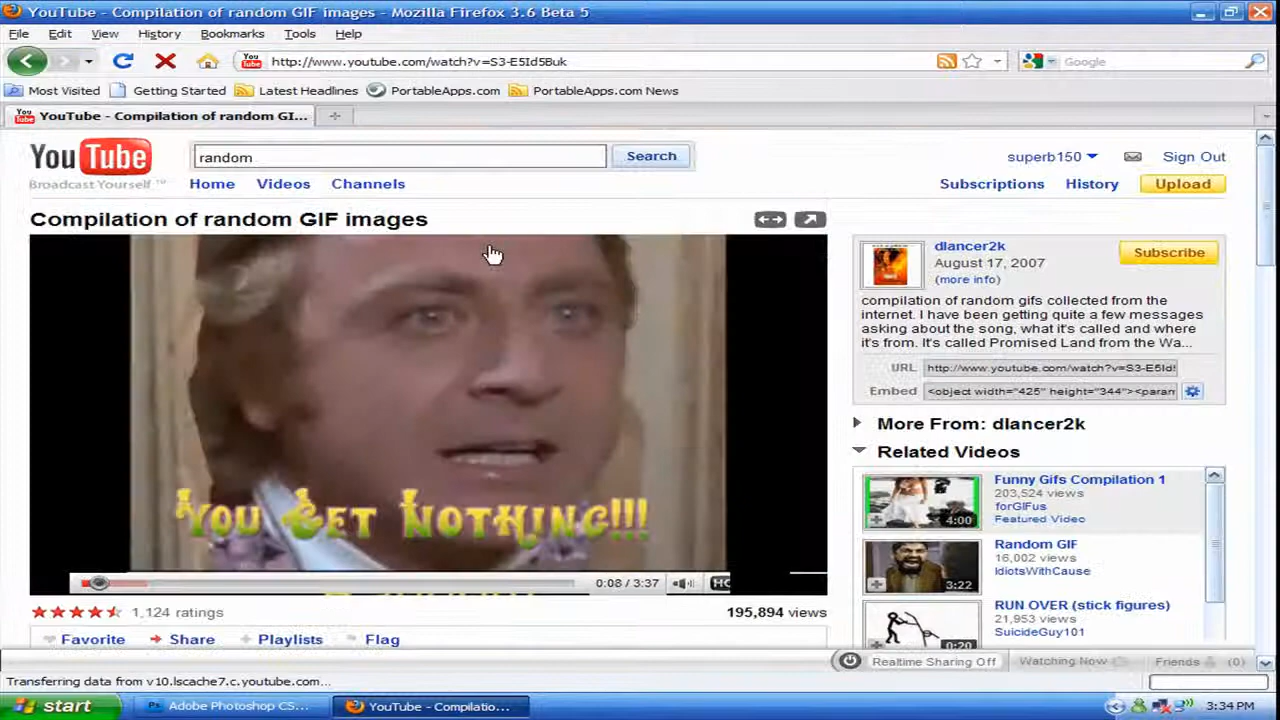 YouTube - Compilation of random GIF images - Mozilla Firefox 3.6 Beta 5
File Edit View History Bookmarks Tools Help
You Tube http://www.youtube.com/watch?v=S3-E5Id5Buk Google
Most Visited Getting Started Latest Headlines PortableApps.com PortableApps.com News
You Tube YouTube - Compilation of random GI...
YouTube random Search superb150 Sign Out
Broadcast Yourself ™ Home Videos Channels Subscriptions History Upload
Compilation of random GIF images
dlancer2k Subscribe
August 17, 2007
(more info)
compilation of random gifs collected from the
internet. I have been getting quite a few messages
asking about the song, what it's called and where
it's from. It's called Promised Land from the Wa...
URL http://www.youtube.com/watch?v=S3-E5Id5
Embed <object width="425" height="344"><param
More From: dlancer2k
Related Videos
Funny Gifs Compilation 1
203,524 views
forGIFus
Featured Video
4:00
Random GIF
16,002 views
IdiotsWithCause
3:22
RUN OVER (stick figures)
21,953 views
SuicideGuy101
0:20
You Get Nothing!!!
0:08 / 3:37 HQ
1,124 ratings 195,894 views
Favorite Share Playlists Flag
Realtime Sharing Off Watching Now Friends (0)
Transferring data from v10.lscache7.c.youtube.com...
start Adobe Photoshop CS... YouTube - Compilatio... 3:34 PM